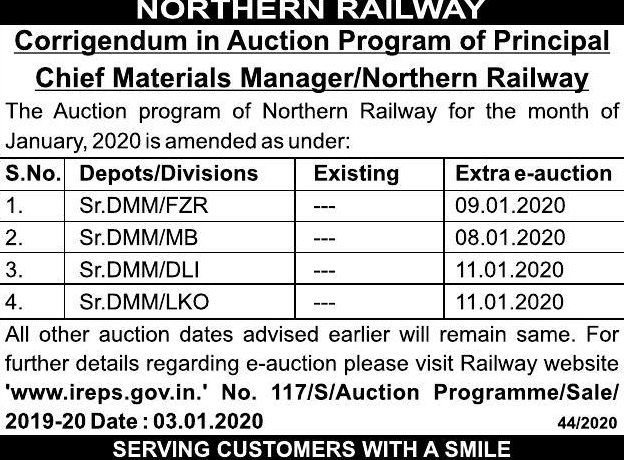 NORTHERN RAILWAY
Corrigendum in Auction Program of Principal
Chief Materials Manager/Northern Railway
The Auction program of Northern Railway for the month of
January, 2020 is amended as under:
S.No. Depots/Divisions Existing Extra e-auction
1. Sr.DMM/FZR --- 09.01.2020
2. Sr.DMM/MB --- 08.01.2020
3. Sr.DMM/DLI --- 11.01.2020
4. Sr.DMM/LKO --- 11.01.2020
All other auction dates advised earlier will remain same. For
further details regarding e-auction please visit Railway website
'www.ireps.gov.in.' No. 117/S/Auction Programme/Sale/
2019-20 Date : 03.01.2020 44/2020
SERVING CUSTOMERS WITH A SMILE